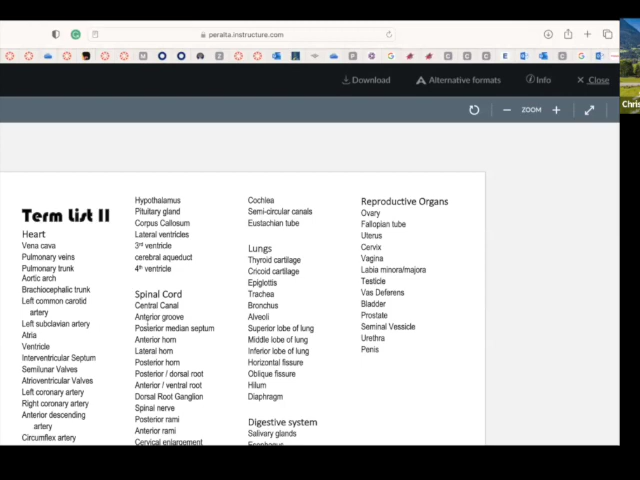 peralta.instructure.com
Download
Alternative formats
Info
Close
ZOOM
Chris
Term List II
Heart
Vena cava
Pulmonary veins
Pulmonary trunk
Aortic arch
Brachiocephalic trunk
Left common carotid
artery
Left subclavian artery
Atria
Ventricle
Interventricular Septum
Semilunar Valves
Atrioventricular Valves
Left coronary artery
Right coronary artery
Anterior descending
artery
Circumflex artery
Hypothalamus
Pituitary gland
Corpus Callosum
Lateral ventricles
3rd ventricle
cerebral aqueduct
4th ventricle
Spinal Cord
Central Canal
Anterior groove
Posterior median septum
Anterior horn
Lateral horn
Posterior horn
Posterior / dorsal root
Anterior / ventral root
Dorsal Root Ganglion
Spinal nerve
Posterior rami
Anterior rami
Cervical enlargement
Cochlea
Semi-circular canals
Eustachian tube
Lungs
Thyroid cartilage
Cricoid cartilage
Epiglottis
Trachea
Bronchus
Alveoli
Superior lobe of lung
Middle lobe of lung
Inferior lobe of lung
Horizontal fissure
Oblique fissure
Hilum
Diaphragm
Digestive system
Salivary glands
Esophagus
Reproductive Organs
Ovary
Fallopian tube
Uterus
Cervix
Vagina
Labia minora/majora
Testicle
Vas Deferens
Bladder
Prostate
Seminal Vessicle
Urethra
Penis